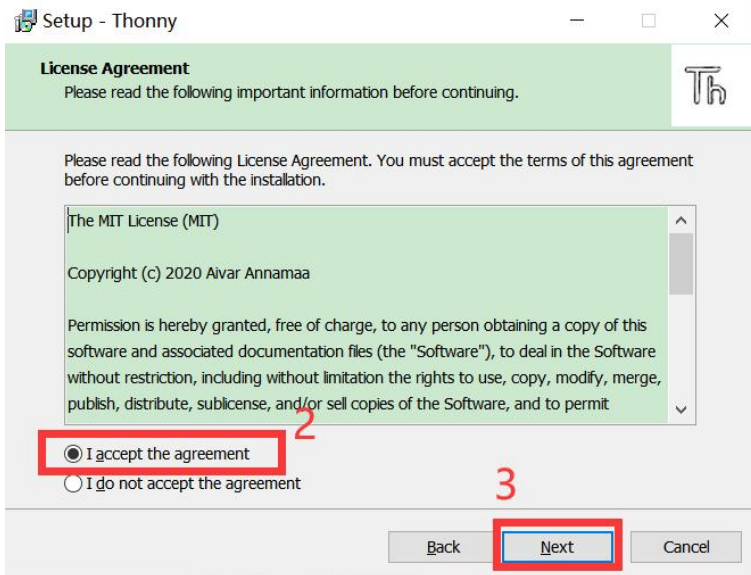 Setup - Thonny
License Agreement
Please read the following important information before continuing.
Th
Please read the following License Agreement. You must accept the terms of this agreement
before continuing with the installation.
The MIT License (MIT)
Copyright (c) 2020 Aivar Annamaa
Permission is hereby granted, free of charge, to any person obtaining a copy of this
software and associated documentation files (the "Software"), to deal in the Software
without restriction, including without limitation the rights to use, copy, modify, merge,
publish, distribute, sublicense, and/or sell copies of the Software, and to permit
2
I accept the agreement
I do not accept the agreement
3
Back Next Cancel